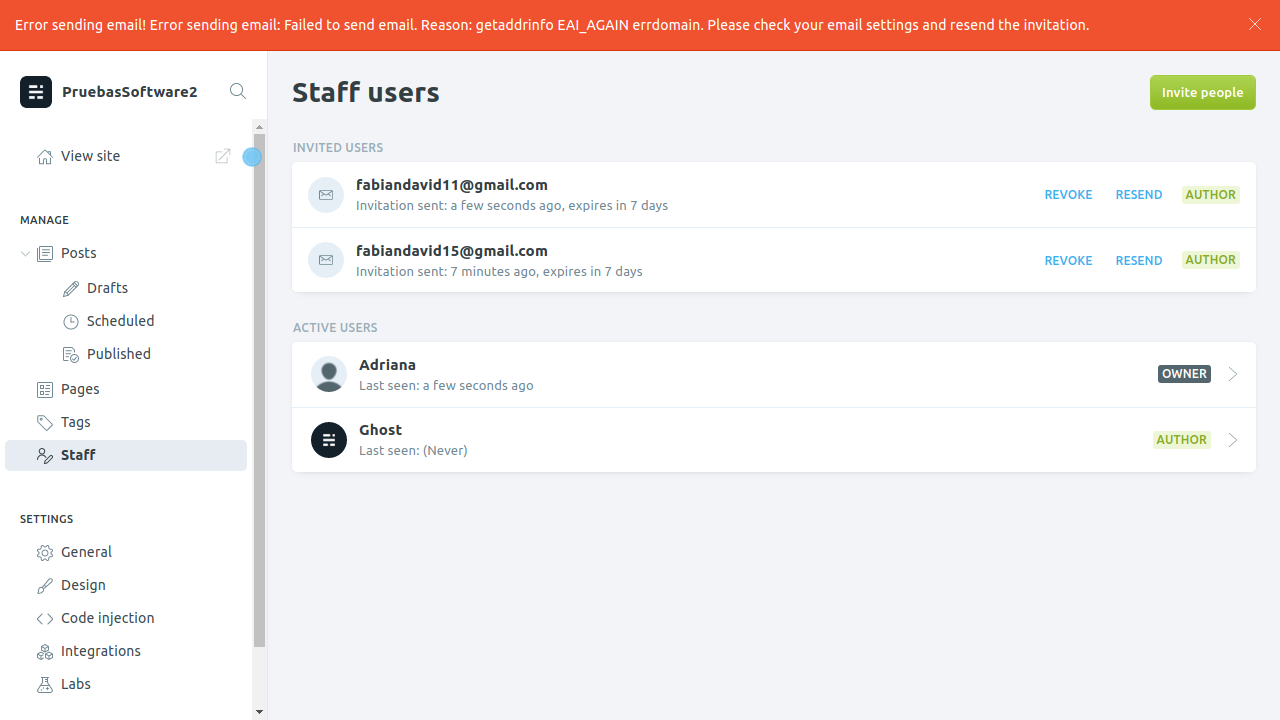 Error sending email! Error sending email: Failed to send email. Reason: getaddrinfo EAI_AGAIN errdomain. Please check your email settings and resend the invitation.
PruebasSoftware2
View site
MANAGE
Posts
Drafts
Scheduled
Published
Pages
Tags
Staff
SETTINGS
General
Design
Code injection
Integrations
Labs
Staff users
Invite people
INVITED USERS
fabiandavid11@gmail.com
Invitation sent: a few seconds ago, expires in 7 days
REVOKE RESEND AUTHOR
fabiandavid15@gmail.com
Invitation sent: 7 minutes ago, expires in 7 days
REVOKE RESEND AUTHOR
ACTIVE USERS
Adriana
Last seen: a few seconds ago
OWNER
Ghost
Last seen: (Never)
AUTHOR